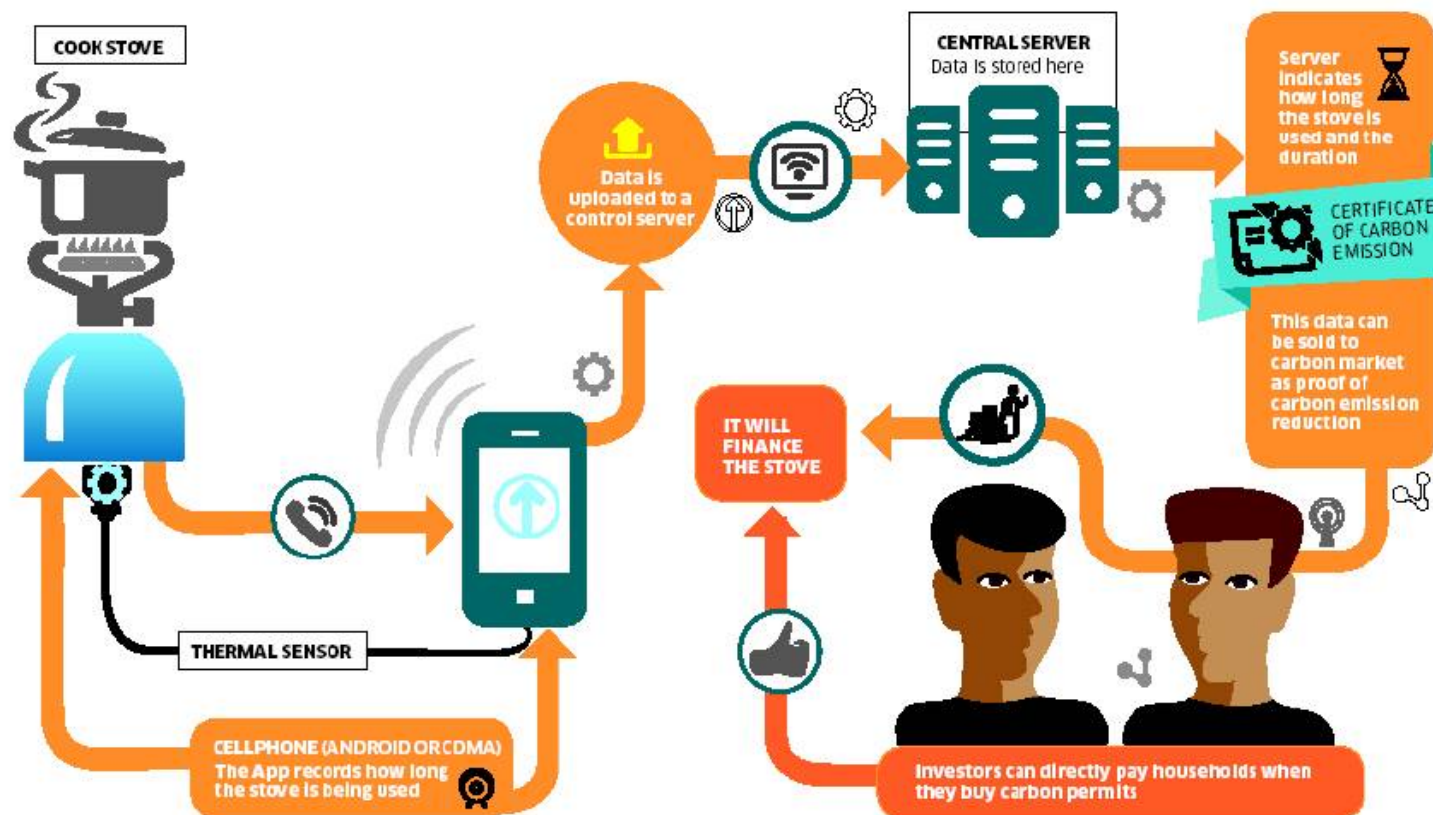 COOK STOVE
CENTRAL SERVER
Data is stored here
Server
indicates
how long
the stove is
used and the
duration
Data is
uploaded to a
control server
CERTIFICATE
OF CARBON
EMISSION
This data can
be sold to
carbon market
as proof of
carbon emission
reduction
IT WILL
FINANCE
THE STOVE
THERMAL SENSOR
CELLPHONE (ANDROID OR CDMA)
The App records how long
the stove is being used
Investors can directly pay households when
they buy carbon permits